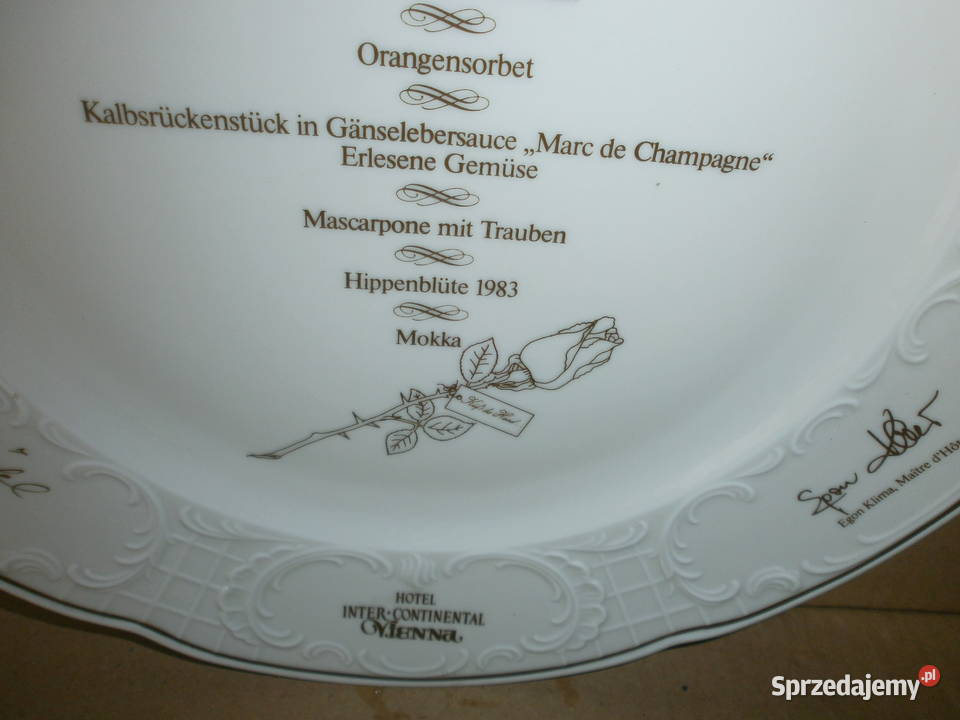 Orangensorbet
Kalbsrückenstück in Gänselebersauce „Marc de Champagne“
Erlesene Gemüse
Mascarpone mit Trauben
Hippenblüte 1983
Mokka
Egon Klima, Maître d'Hôt
HOTEL
INTER·CONTINENTAL
Vienna
Sprzedajemy.pl